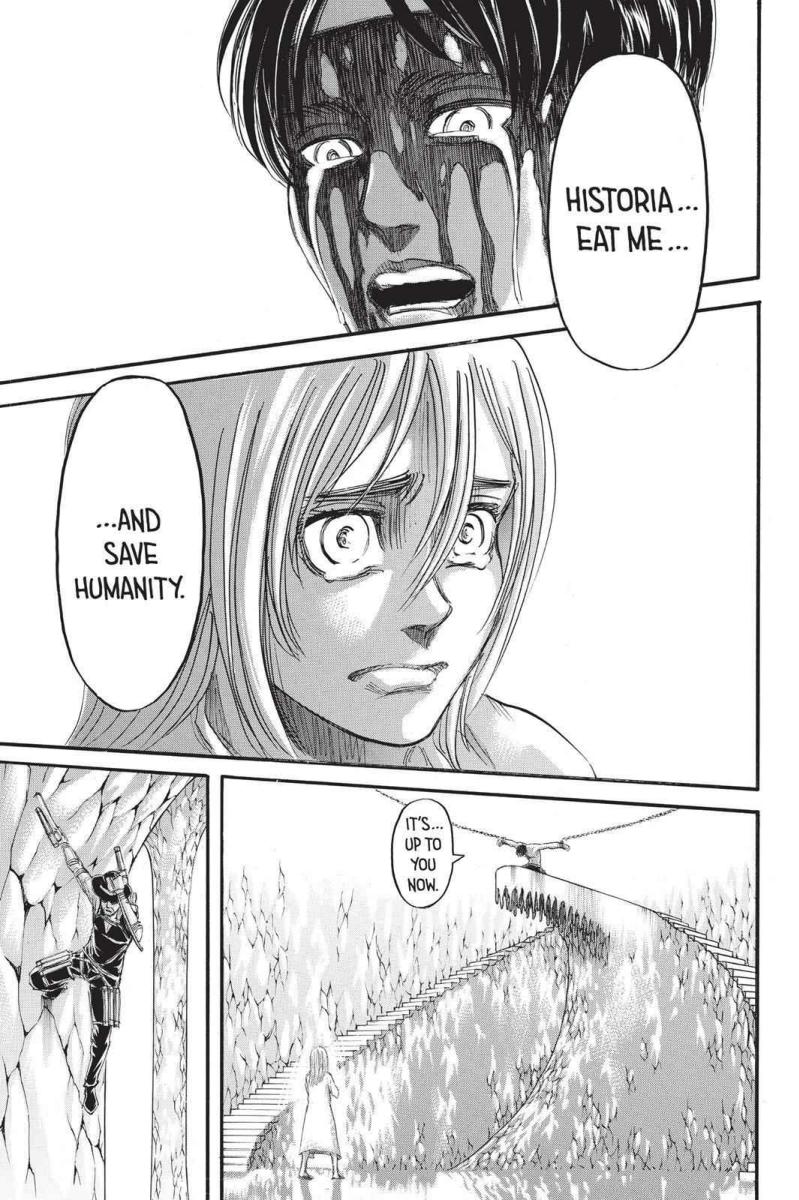 HISTORIA...
EAT ME...
...AND
SAVE
HUMANITY.
IT'S...
UP TO
YOU
NOW.